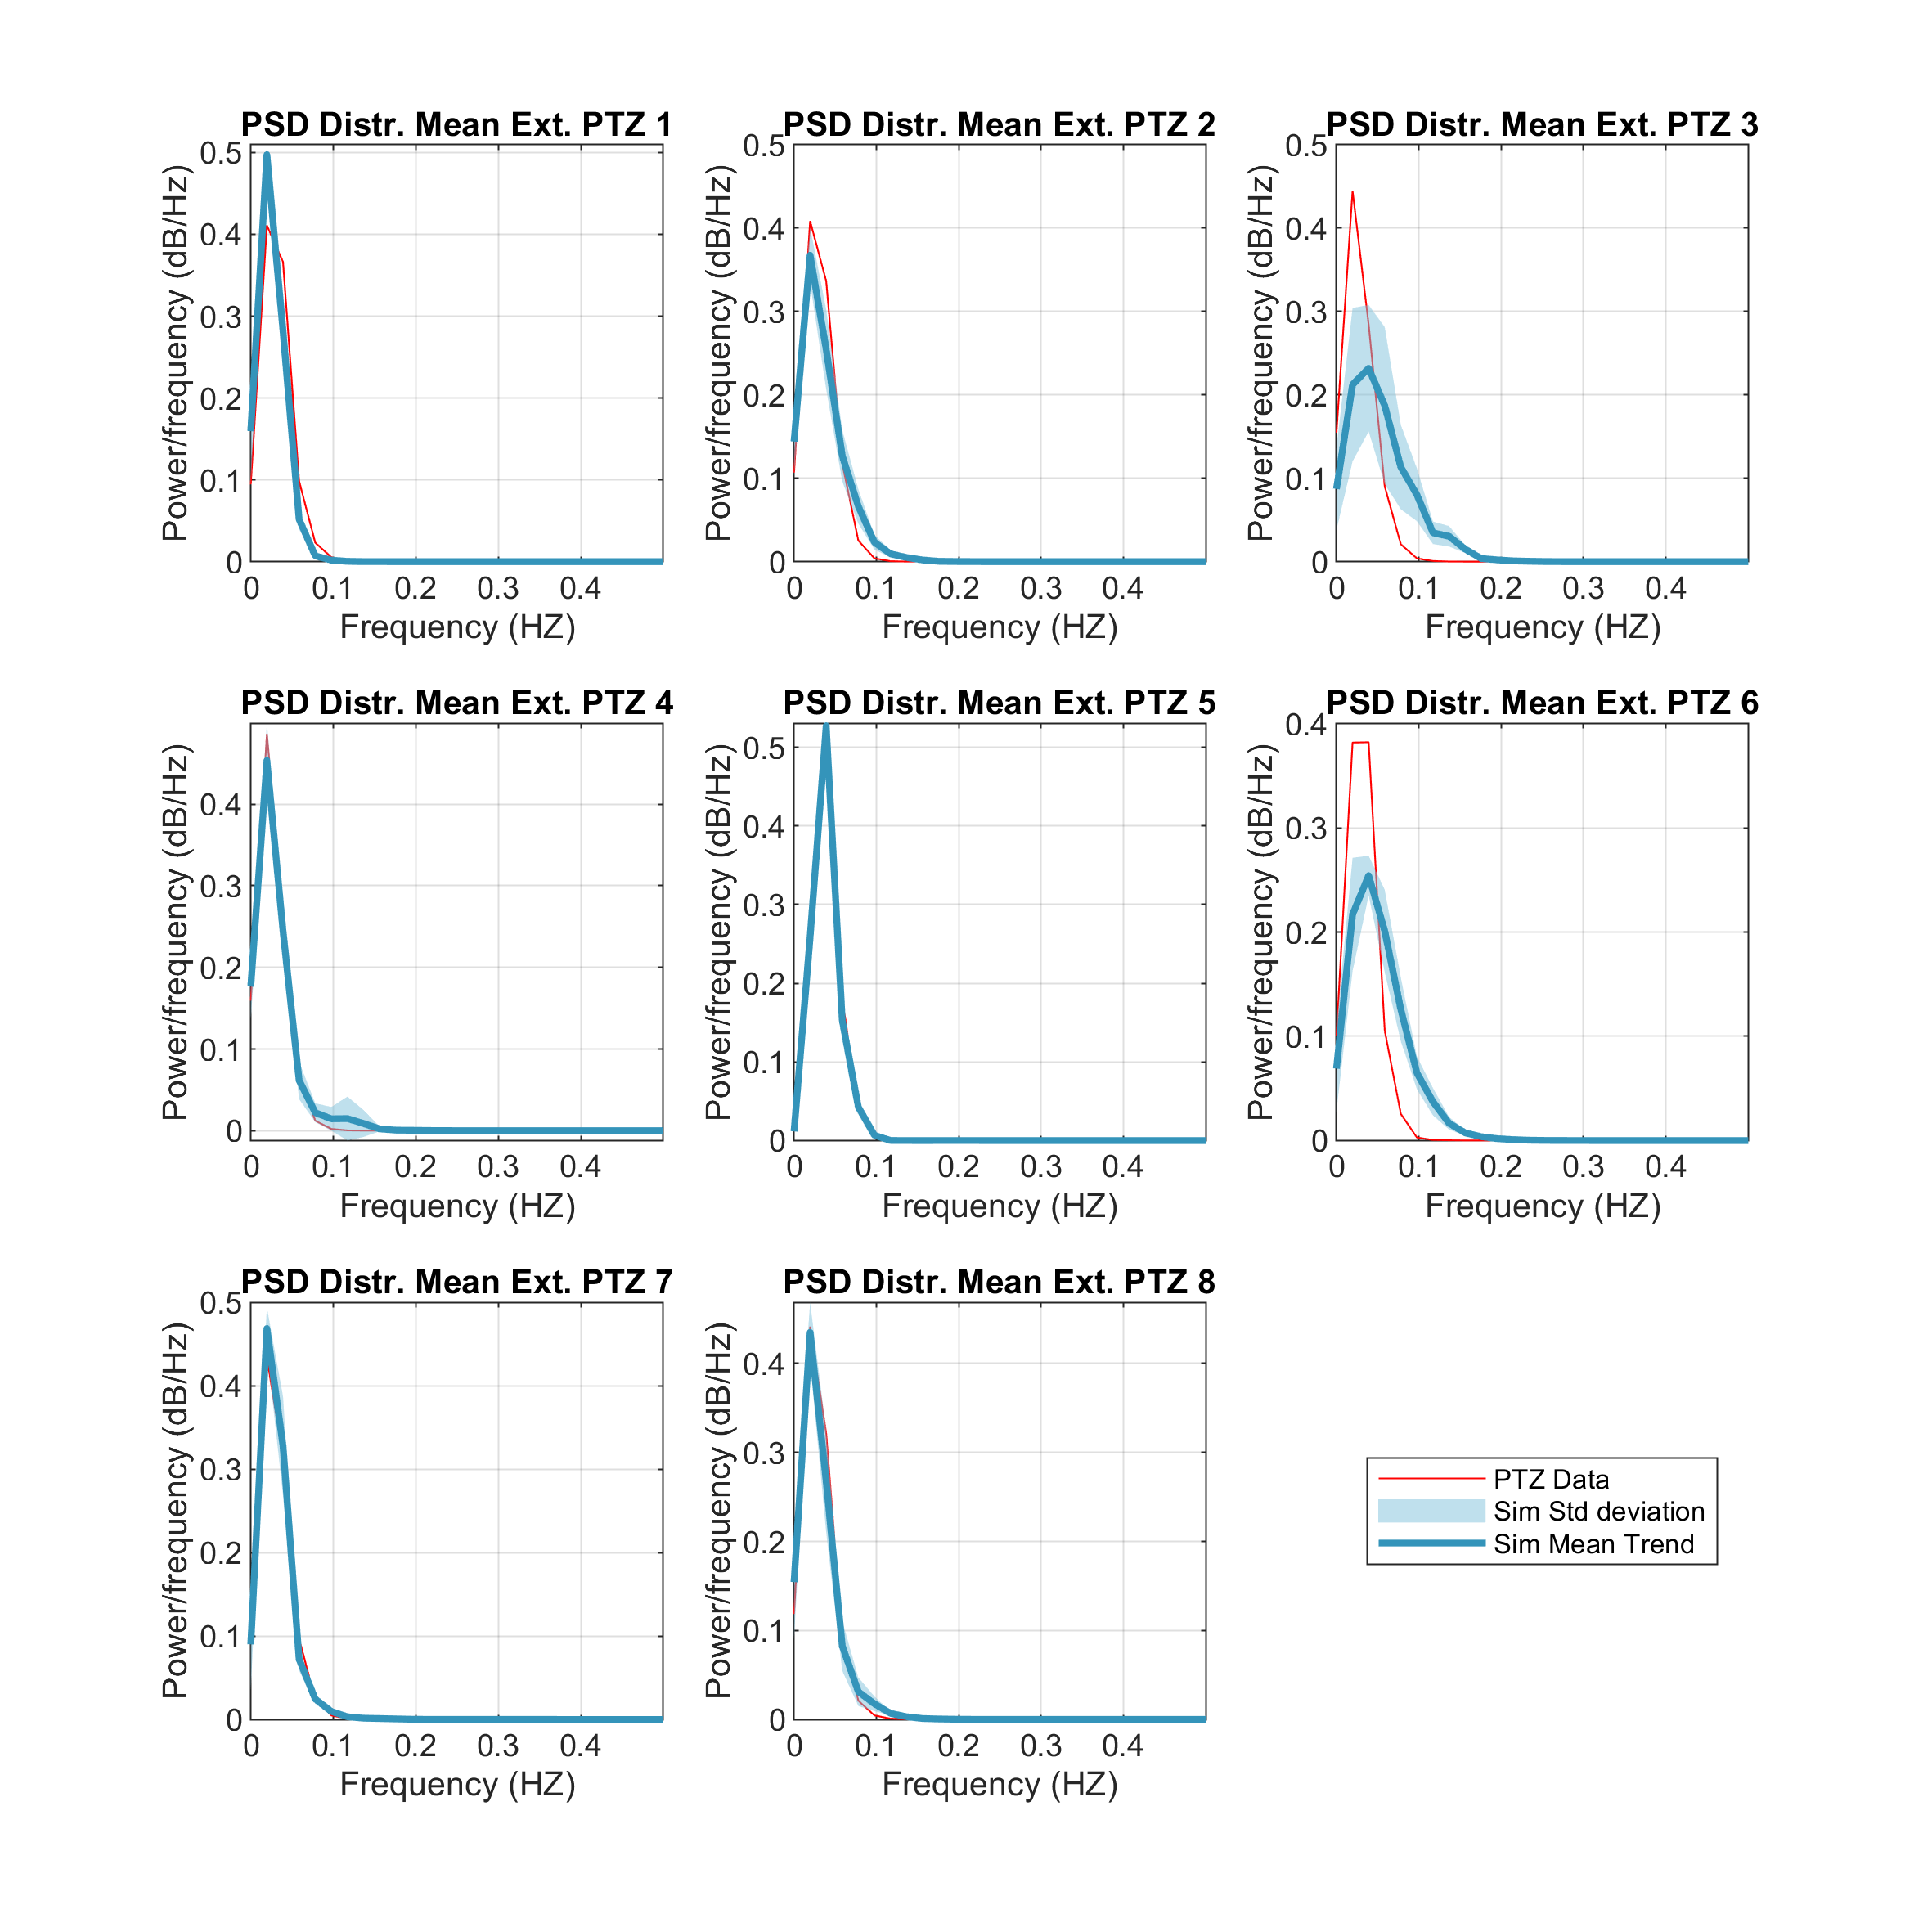 PSD Distr. Mean Ext. PTZ 1
Power/frequency (dB/Hz)
0.5
0.4
0.3
0.2
0.1
0
0 0.1 0.2 0.3 0.4
Frequency (HZ)
PSD Distr. Mean Ext. PTZ 2
Power/frequency (dB/Hz)
0.5
0.4
0.3
0.2
0.1
0
0 0.1 0.2 0.3 0.4
Frequency (HZ)
PSD Distr. Mean Ext. PTZ 3
Power/frequency (dB/Hz)
0.5
0.4
0.3
0.2
0.1
0
0 0.1 0.2 0.3 0.4
Frequency (HZ)
PSD Distr. Mean Ext. PTZ 4
Power/frequency (dB/Hz)
0.4
0.3
0.2
0.1
0
0 0.1 0.2 0.3 0.4
Frequency (HZ)
PSD Distr. Mean Ext. PTZ 5
Power/frequency (dB/Hz)
0.5
0.4
0.3
0.2
0.1
0
0 0.1 0.2 0.3 0.4
Frequency (HZ)
PSD Distr. Mean Ext. PTZ 6
Power/frequency (dB/Hz)
0.4
0.3
0.2
0.1
0
0 0.1 0.2 0.3 0.4
Frequency (HZ)
PSD Distr. Mean Ext. PTZ 7
Power/frequency (dB/Hz)
0.5
0.4
0.3
0.2
0.1
0
0 0.1 0.2 0.3 0.4
Frequency (HZ)
PSD Distr. Mean Ext. PTZ 8
Power/frequency (dB/Hz)
0.4
0.3
0.2
0.1
0
0 0.1 0.2 0.3 0.4
Frequency (HZ)
PTZ Data
Sim Std deviation
Sim Mean Trend